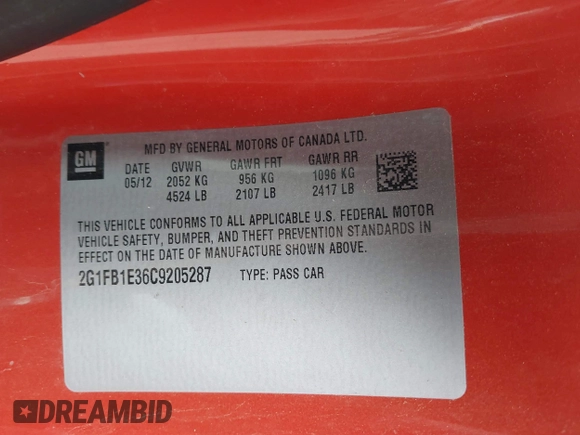 GM
MFD BY GENERAL MOTORS OF CANADA LTD.
DATE GVWR GAWR FRT GAWR RR
05/12 2052 KG 956 KG 1096 KG
4524 LB 2107 LB 2417 LB
THIS VEHICLE CONFORMS TO ALL APPLICABLE U.S. FEDERAL MOTOR
VEHICLE SAFETY, BUMPER, AND THEFT PREVENTION STANDARDS IN
EFFECT ON THE DATE OF MANUFACTURE SHOWN ABOVE.
2G1FB1E36C9205287 TYPE: PASS CAR
DREAMBID